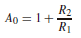 A₀ = 1 + R₂/R₁